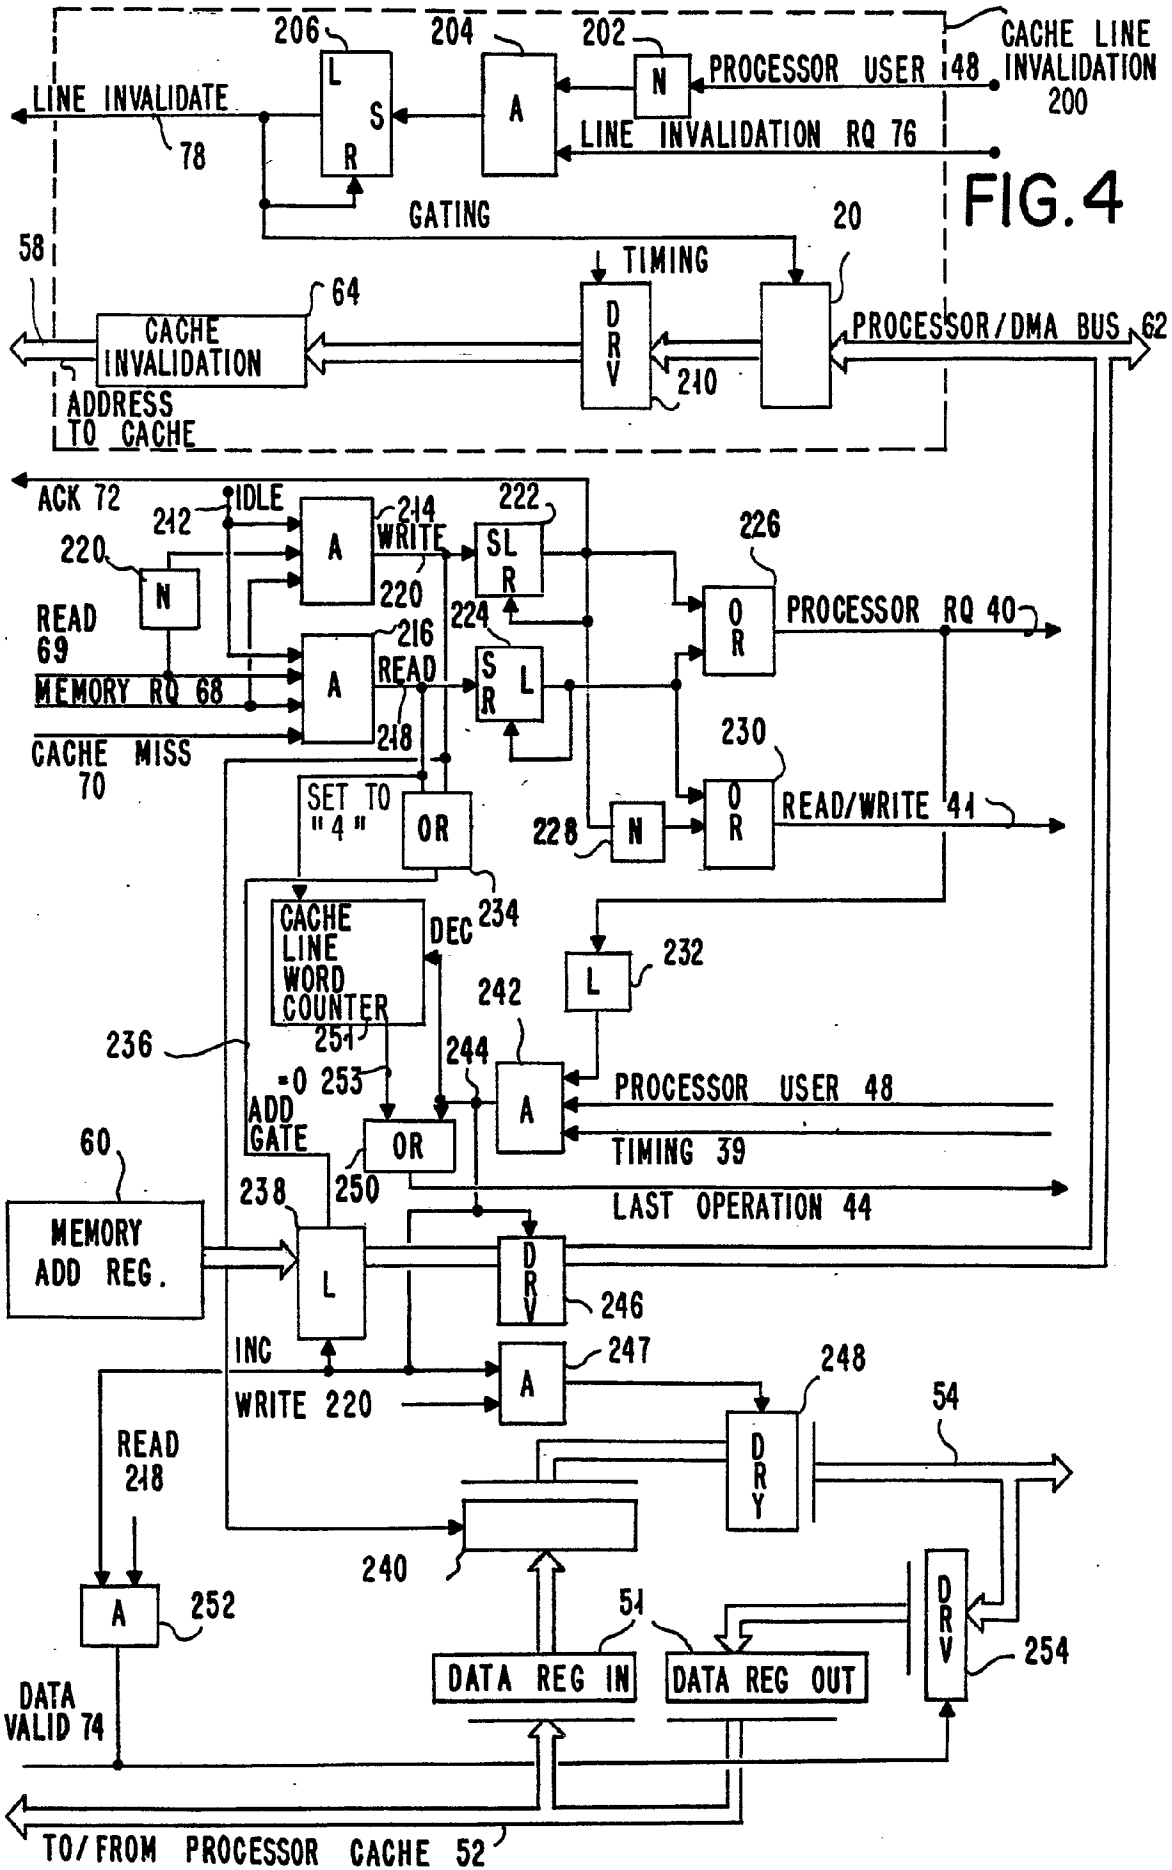 206
204
202
CACHE LINE
INVALIDATION
200
L
S
R
A
N
PROCESSOR USER 48
LINE INVALIDATE
78
LINE INVALIDATION RQ 76
FIG. 4
GATING
20
58
TIMING
64
CACHE
INVALIDATION
D
R
V
PROCESSOR/DMA BUS 62
210
ADDRESS
TO CACHE
ACK 72
IDLE
212
214
222
226
220
A
WRITE
220
SL
R
N
READ
69
216
224
O
R
PROCESSOR RQ 40
A
READ
S
R
L
MEMORY RQ 68
218
CACHE MISS
70
230
SET TO
"4"
OR
O
R
READ/WRITE 41
228
N
234
CACHE
LINE
WORD
COUNTER
251
DEC
232
L
242
236
244
=0 253
ADD
GATE
A
PROCESSOR USER 48
60
OR
TIMING 39
250
238
LAST OPERATION 44
MEMORY
ADD REG.
L
D
R
V
246
INC
247
248
WRITE 220
A
54
READ
218
D
R
Y
240
A
252
51
D
R
V
254
DATA REG IN
DATA REG OUT
DATA
VALID 74
TO/FROM PROCESSOR CACHE 52